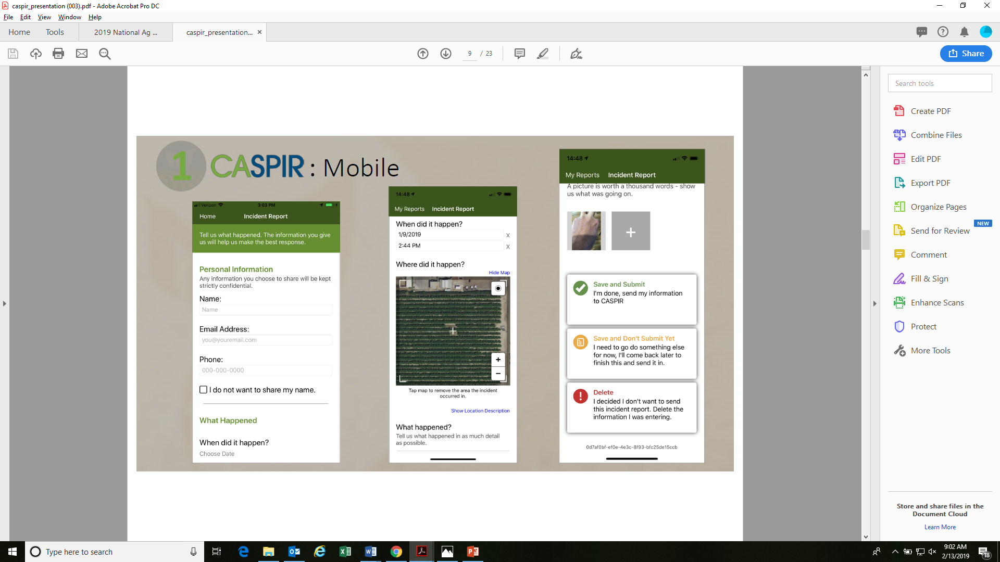 caspir_presentation (003).pdf - Adobe Acrobat Pro DC
File Edit View Window Help
Home Tools 2019 National Ag ... caspir_presentation... ×
9 / 23
Share
1 CASPIR : Mobile
Verizon 3:03 PM
Home Incident Report
Tell us what happened. The information you give
us will help us make the best response.
Personal Information
Any information you choose to share will be kept
strictly confidential.
Name:
Name
Email Address:
you@youremail.com
Phone:
000-000-0000
I do not want to share my name.
What Happened
When did it happen?
Choose Date
14:48
My Reports Incident Report
When did it happen?
1/9/2019 X
2:44 PM X
Where did it happen?
Hide Map
+
−
Tap map to remove the area the incident
occurred in.
Show Location Description
What happened?
Tell us what happened in as much detail
as possible.
14:48
My Reports Incident Report
A picture is worth a thousand words - show
us what was going on.
+
Save and Submit
I'm done, send my information
to CASPIR
Save and Don't Submit Yet
I need to go do something else
for now, I'll come back later to
finish this and send it in.
Delete
I decided I don't want to send
this incident report. Delete the
information I was entering.
0d7af0bf-ef0e-4e3c-8f93-bfc25de15ccb
Search tools
Create PDF
Combine Files
Edit PDF
Export PDF
Organize Pages
Send for Review NEW
Comment
Fill & Sign
Enhance Scans
Protect
More Tools
Store and share files in the
Document Cloud
Learn More
Type here to search
9:02 AM
2/13/2019
18